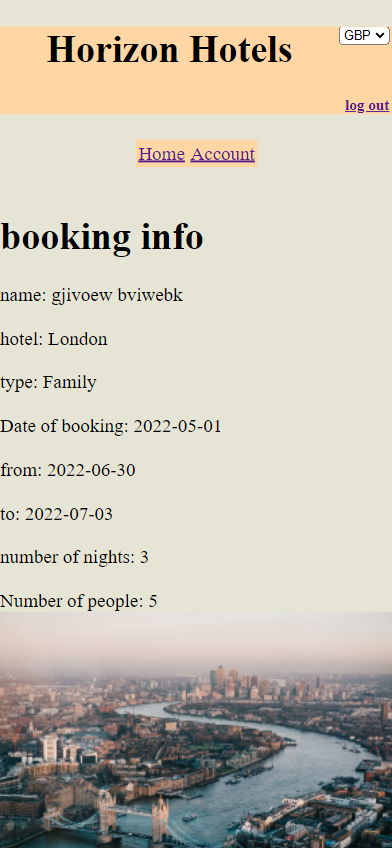 Horizon Hotels
GBP
log out
Home Account
booking info
name: gjivoew bviwebk
hotel: London
type: Family
Date of booking: 2022-05-01
from: 2022-06-30
to: 2022-07-03
number of nights: 3
Number of people: 5